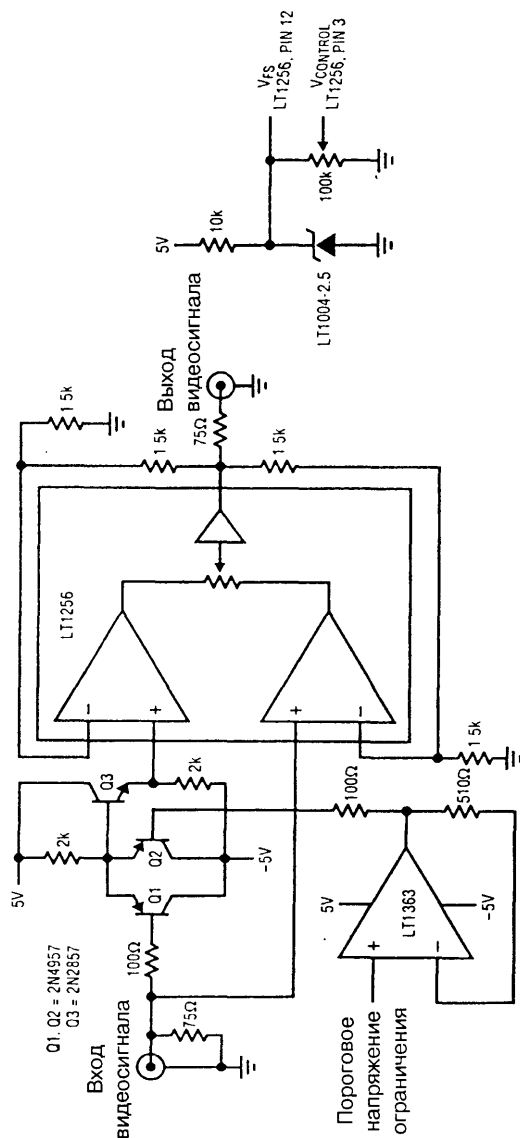 Q1. Q2 = 2N4957
Q3 = 2N2857
Вход
видеосигнала
75Ω
100Ω
5V
2k
Q1
Q2
Q3
2k
-5V
LT1256
-
+
+
-
1 5k
1 5k
1 5k
1 5k
75Ω
Выход
видеосигнала
Пороговое
напряжение
ограничения
+
-
5V
LT1363
-5V
100Ω
510Ω
5V
10k
LT1004-2.5
100k
VFS
LT1256, PIN 12
VCONTROL
LT1256, PIN 3